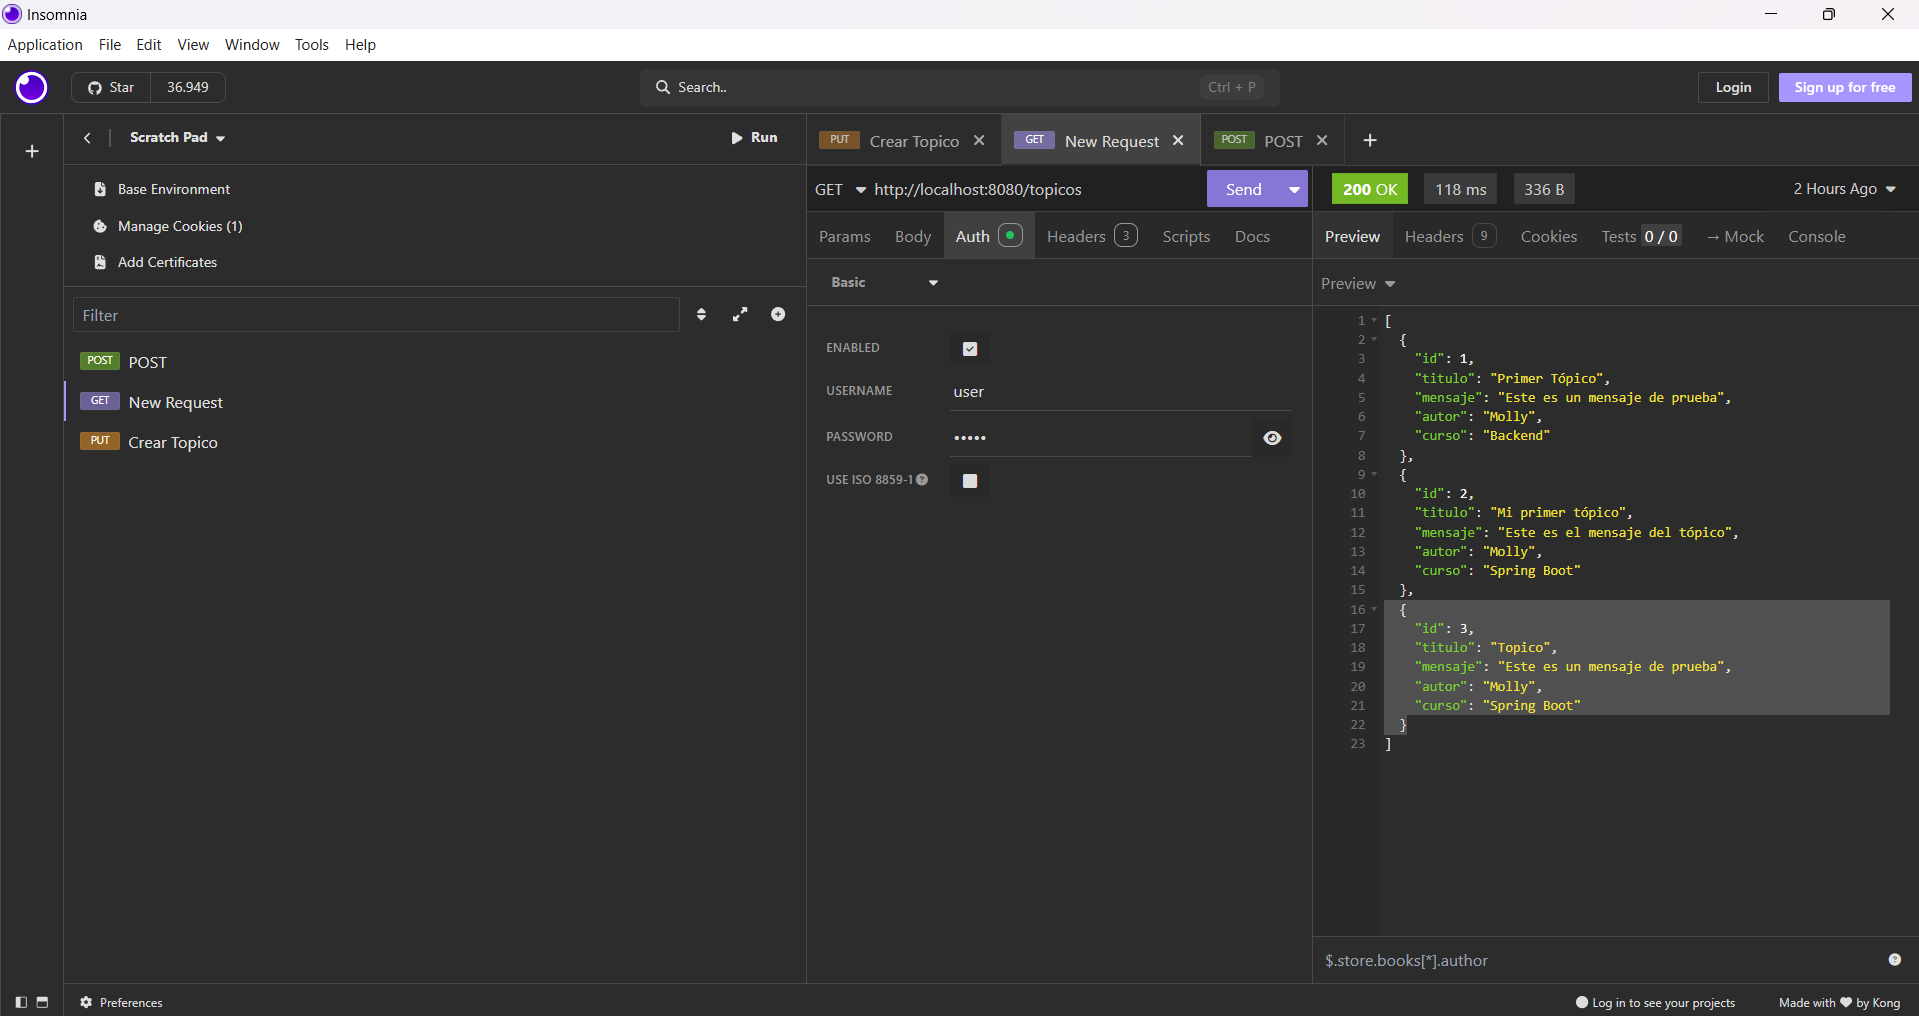 Insomnia
Application File Edit View Window Tools Help
Star 36.949
Search..
Ctrl + P
Login
Sign up for free
Scratch Pad
Run
Base Environment
Manage Cookies (1)
Add Certificates
Filter
POST POST
GET New Request
PUT Crear Topico
PUT Crear Topico
GET New Request
POST POST
GET http://localhost:8080/topicos
Send
Params Body Auth Headers 3 Scripts Docs
Basic
ENABLED
USERNAME user
PASSWORD •••••
USE ISO 8859-1
200 OK 118 ms 336 B
2 Hours Ago
Preview Headers 9 Cookies Tests 0 / 0 → Mock Console
Preview
1 [
2 {
3 "id": 1,
4 "titulo": "Primer Tópico",
5 "mensaje": "Este es un mensaje de prueba",
6 "autor": "Molly",
7 "curso": "Backend"
8 },
9 {
10 "id": 2,
11 "titulo": "Mi primer tópico",
12 "mensaje": "Este es el mensaje del tópico",
13 "autor": "Molly",
14 "curso": "Spring Boot"
15 },
16 {
17 "id": 3,
18 "titulo": "Topico",
19 "mensaje": "Este es un mensaje de prueba",
20 "autor": "Molly",
21 "curso": "Spring Boot"
22 }
23 ]
$.store.books[*].author
Preferences
Log in to see your projects
Made with ❤ by Kong